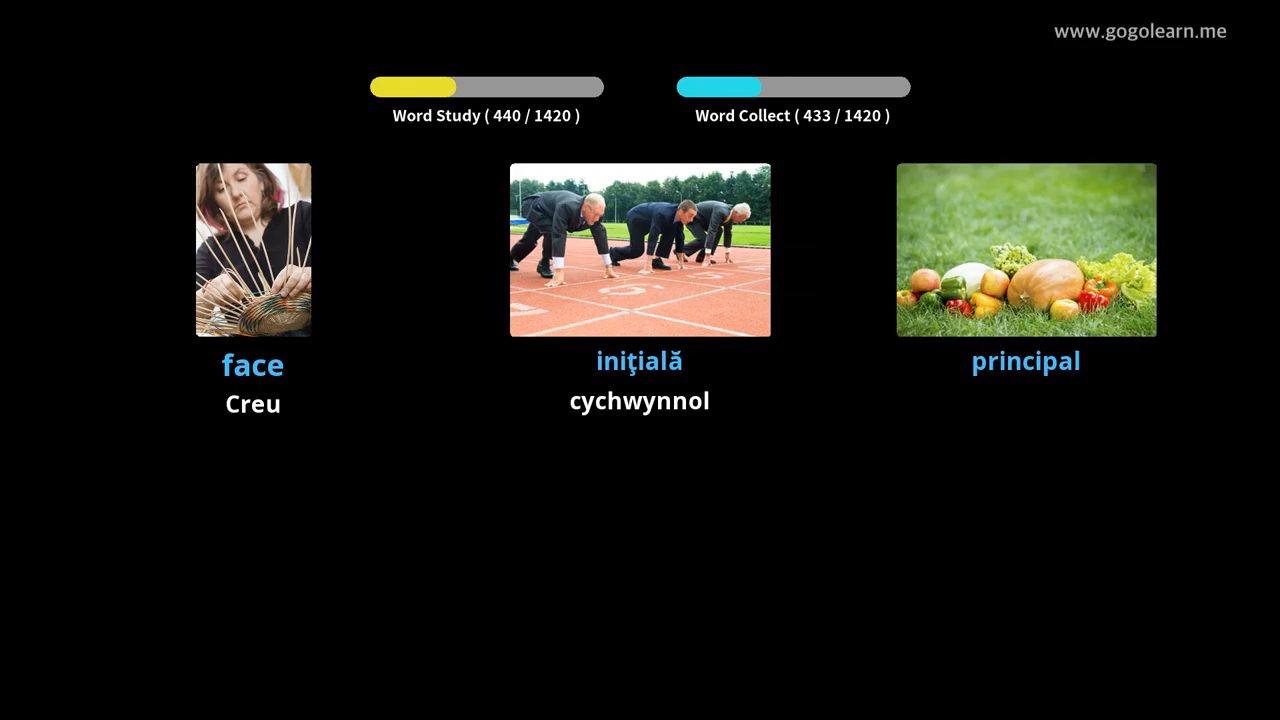 www.gogolearn.me
Word Study ( 440 / 1420 )
Word Collect ( 433 / 1420 )
face
iniţială
principal
Creu
cychwynnol